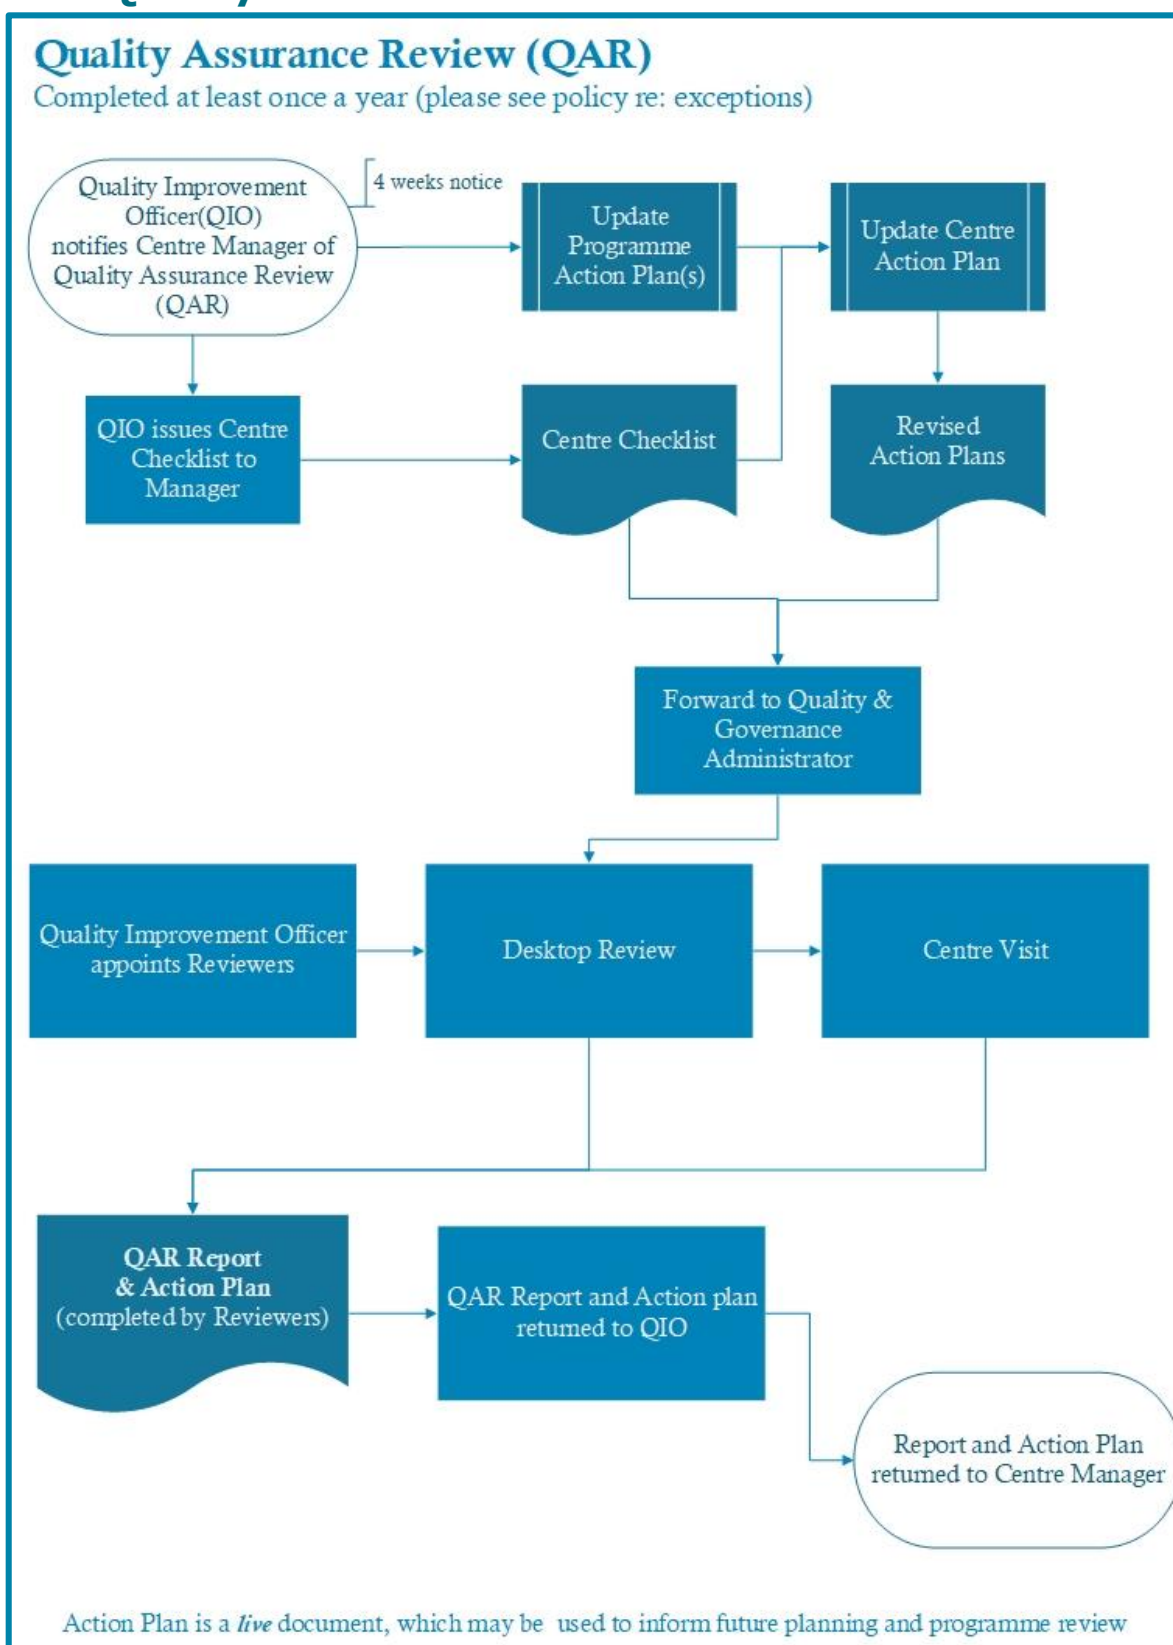 Quality Assurance Review (QAR)
Completed at least once a year (please see policy re: exceptions)
Quality Improvement
Officer(QIO)
notifies Centre Manager of
Quality Assurance Review
(QAR)
4 weeks notice
Update
Programme
Action Plan(s)
Update Centre
Action Plan
QIO issues Centre
Checklist to
Manager
Centre Checklist
Revised
Action Plans
Forward to Quality &
Governance
Administrator
Quality Improvement Officer
appoints Reviewers
Desktop Review
Centre Visit
QAR Report
& Action Plan
(completed by Reviewers)
QAR Report and Action plan
returned to QIO
Report and Action Plan
returned to Centre Manager
Action Plan is a live document, which may be used to inform future planning and programme review